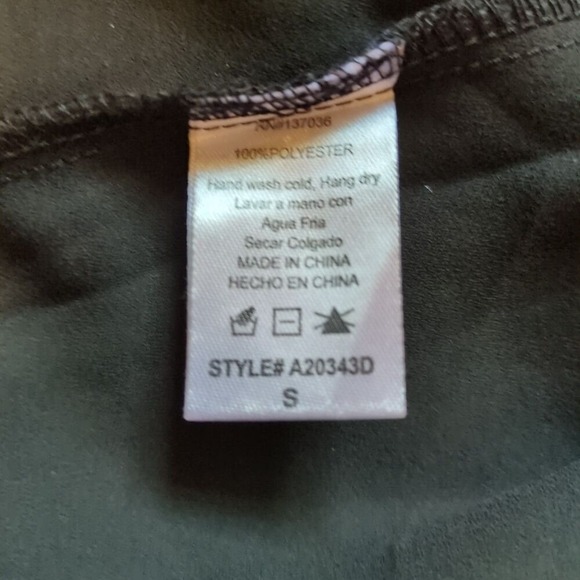 RN#137036
100%POLYESTER
Hand wash cold, Hang dry
Lavar a mano con
Agua Fria
Secar Colgado
MADE IN CHINA
HECHO EN CHINA
STYLE# A20343D
S